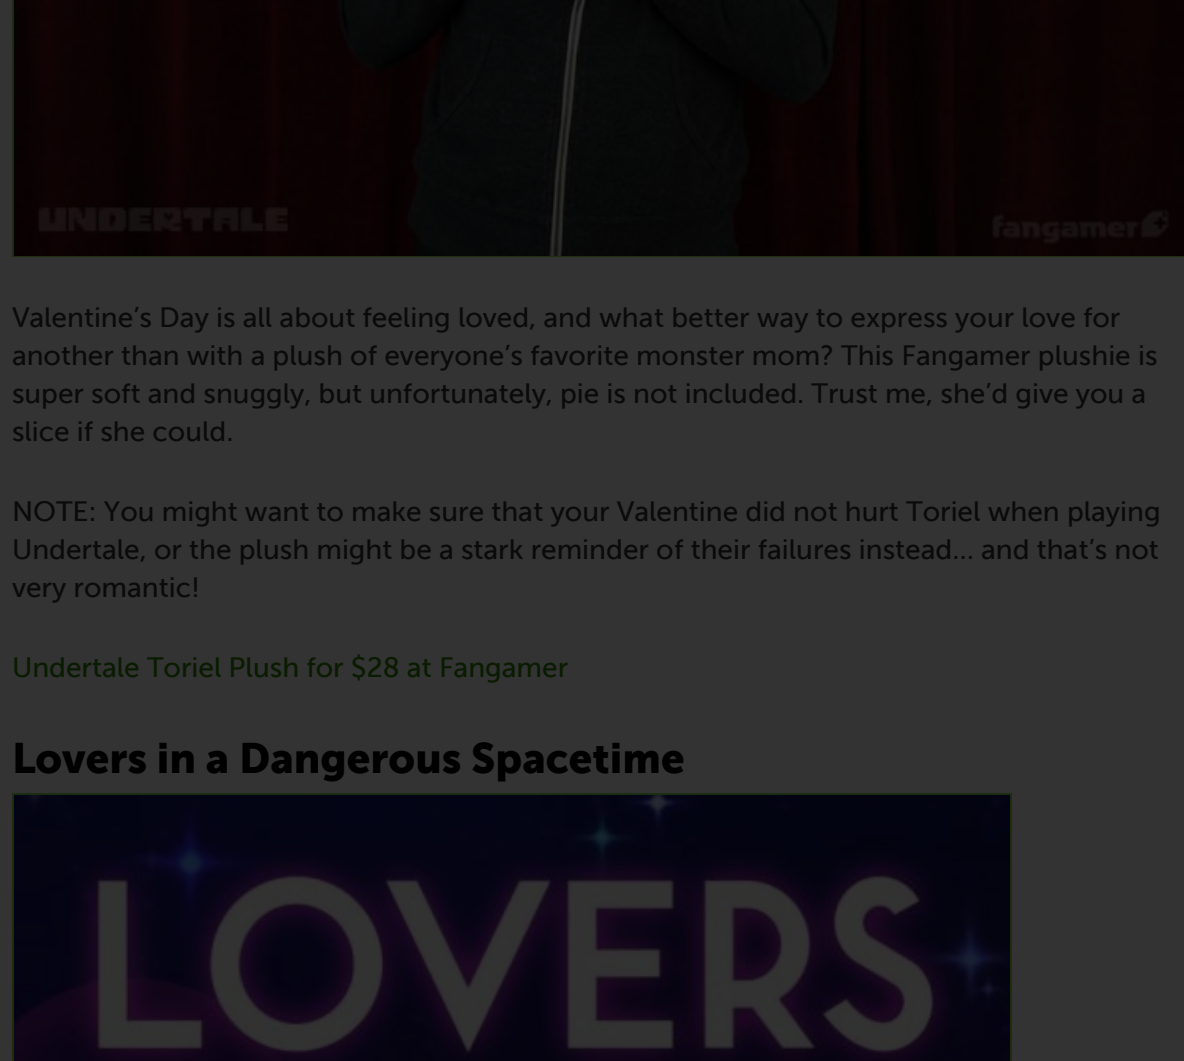 UNDERTALE
fangamer
Valentine’s Day is all about feeling loved, and what better way to express your love for
another than with a plush of everyone’s favorite monster mom? This Fangamer plushie is
super soft and snuggly, but unfortunately, pie is not included. Trust me, she’d give you a
slice if she could.
NOTE: You might want to make sure that your Valentine did not hurt Toriel when playing
Undertale, or the plush might be a stark reminder of their failures instead… and that’s not
very romantic!
Undertale Toriel Plush for $28 at Fangamer
Lovers in a Dangerous Spacetime
LOVERS